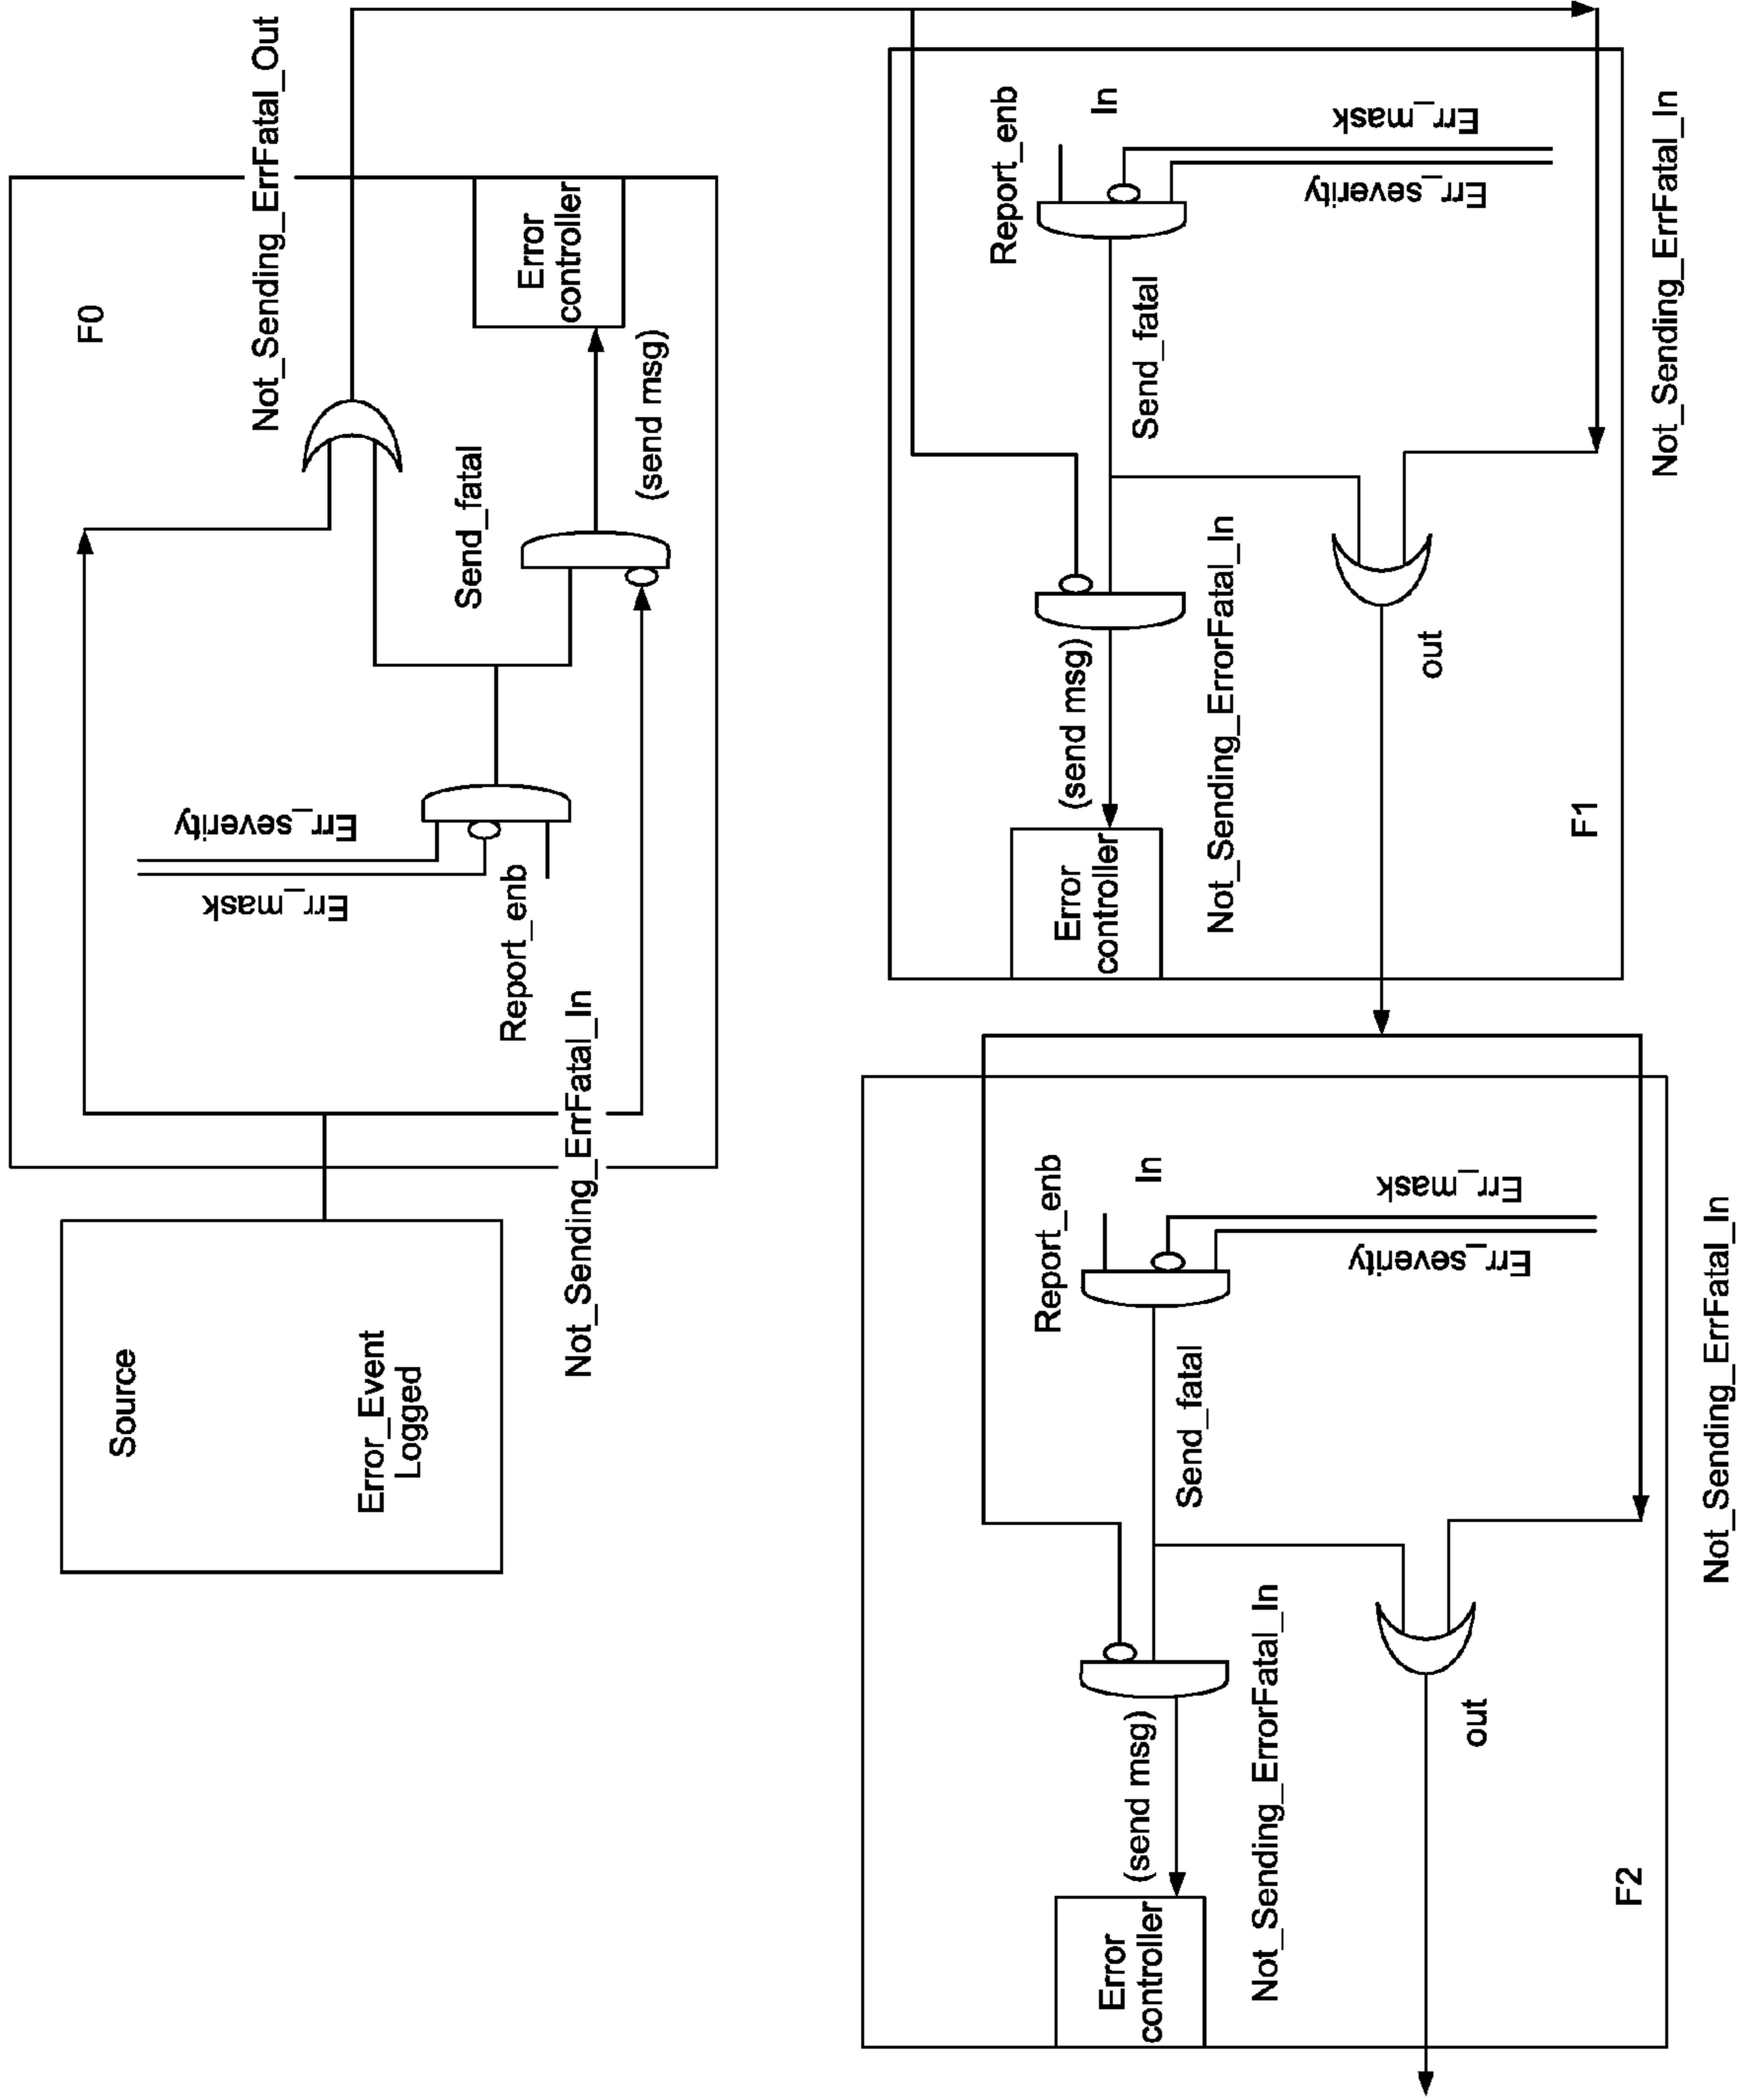 Source
Error_Event
Logged
Not_Sending_ErrFatal_In
F0
Err_severity
Err_mask
Report_enb
Send_fatal
(send msg)
Error
controller
Not_Sending_ErrFatal_Out
F1
Report_enb
In
Err_mask
Err_severity
Send_fatal
Not_Sending_ErrorFatal_In
(send msg)
Error
controller
out
Not_Sending_ErrFatal_In
F2
Report_enb
In
Err_mask
Err_severity
Send_fatal
Not_Sending_ErrorFatal_In
(send msg)
Error
controller
out
Not_Sending_ErrFatal_In